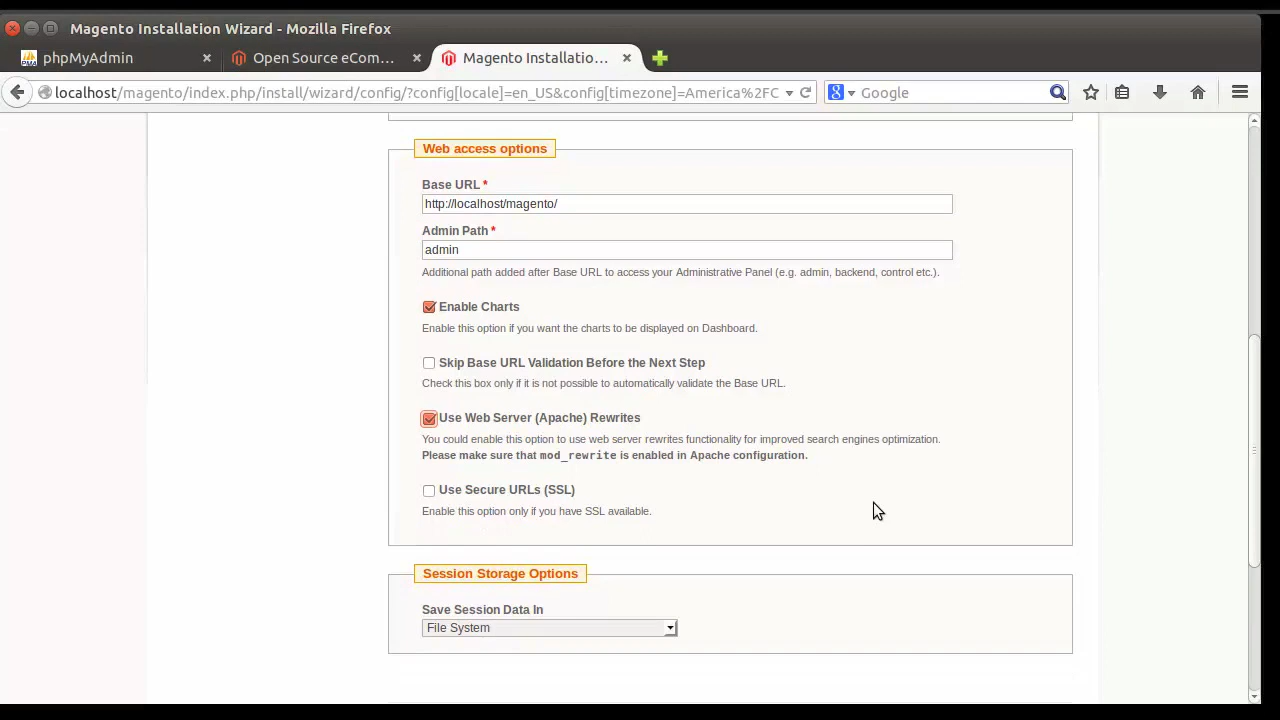 Magento Installation Wizard - Mozilla Firefox
phpMyAdmin
Open Source eCom...
Magento Installatio...
localhost/magento/index.php/install/wizard/config/?config[locale]=en_US&config[timezone]=America%2FC
Google
Web access options
Base URL *
http://localhost/magento/
Admin Path *
admin
Additional path added after Base URL to access your Administrative Panel (e.g. admin, backend, control etc.).
Enable Charts
Enable this option if you want the charts to be displayed on Dashboard.
Skip Base URL Validation Before the Next Step
Check this box only if it is not possible to automatically validate the Base URL.
Use Web Server (Apache) Rewrites
You could enable this option to use web server rewrites functionality for improved search engines optimization.
Please make sure that mod_rewrite is enabled in Apache configuration.
Use Secure URLs (SSL)
Enable this option only if you have SSL available.
Session Storage Options
Save Session Data In
File System